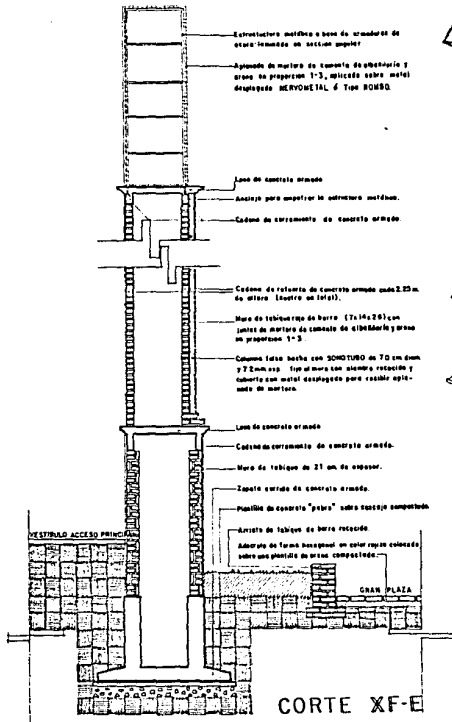 Estructura metálica a base de armaduras de
acero laminado en sección angular
Aplanado de mortero de cemento de albañilería y
arena en proporción 1-3, aplicado sobre metal
desplegado NERVOMETAL ó Tipo ROMBO.
Losa de concreto armado
Anclaje para empotrar la estructura metálica.
Cadena de cerramiento de concreto armado.
Cadena de refuerzo de concreto armado cada 2.25 m.
de altura (cuatro en total).
Muro de tabique rojo de barro (7x14x28) con
juntas de mortero de cemento de albañilería y arena
en proporción 1-3.
Columna falsa hecha con SONOTUBO de 70 cm diam
y 7.2 mm esp. fijo al muro con alambre recocido y
cubierto con metal desplegado para recibir apla-
nado de mortero.
Losa de concreto armado
Cadena de cerramiento de concreto armado.
Muro de tabique de 21 cm. de espesor.
Zapata corrida de concreto armado.
Plantilla de concreto "pobre" sobre cascajo compactado.
Arriate de tabique de barro recocido.
Adocreto de forma hexagonal en color rojizo colocado
sobre una plantilla de arena compactada.
VESTIBULO ACCESO PRINCIPAL
GRAN PLAZA
CORTE XF-E